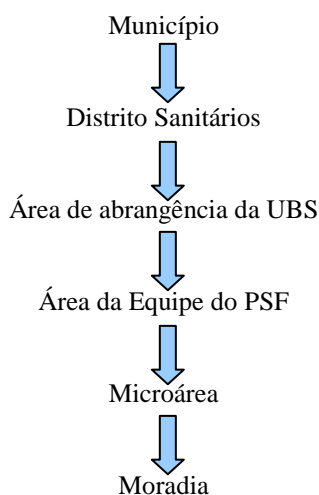 Município
Distrito Sanitários
Área de abrangência da UBS
Área da Equipe do PSF
Microárea
Moradia